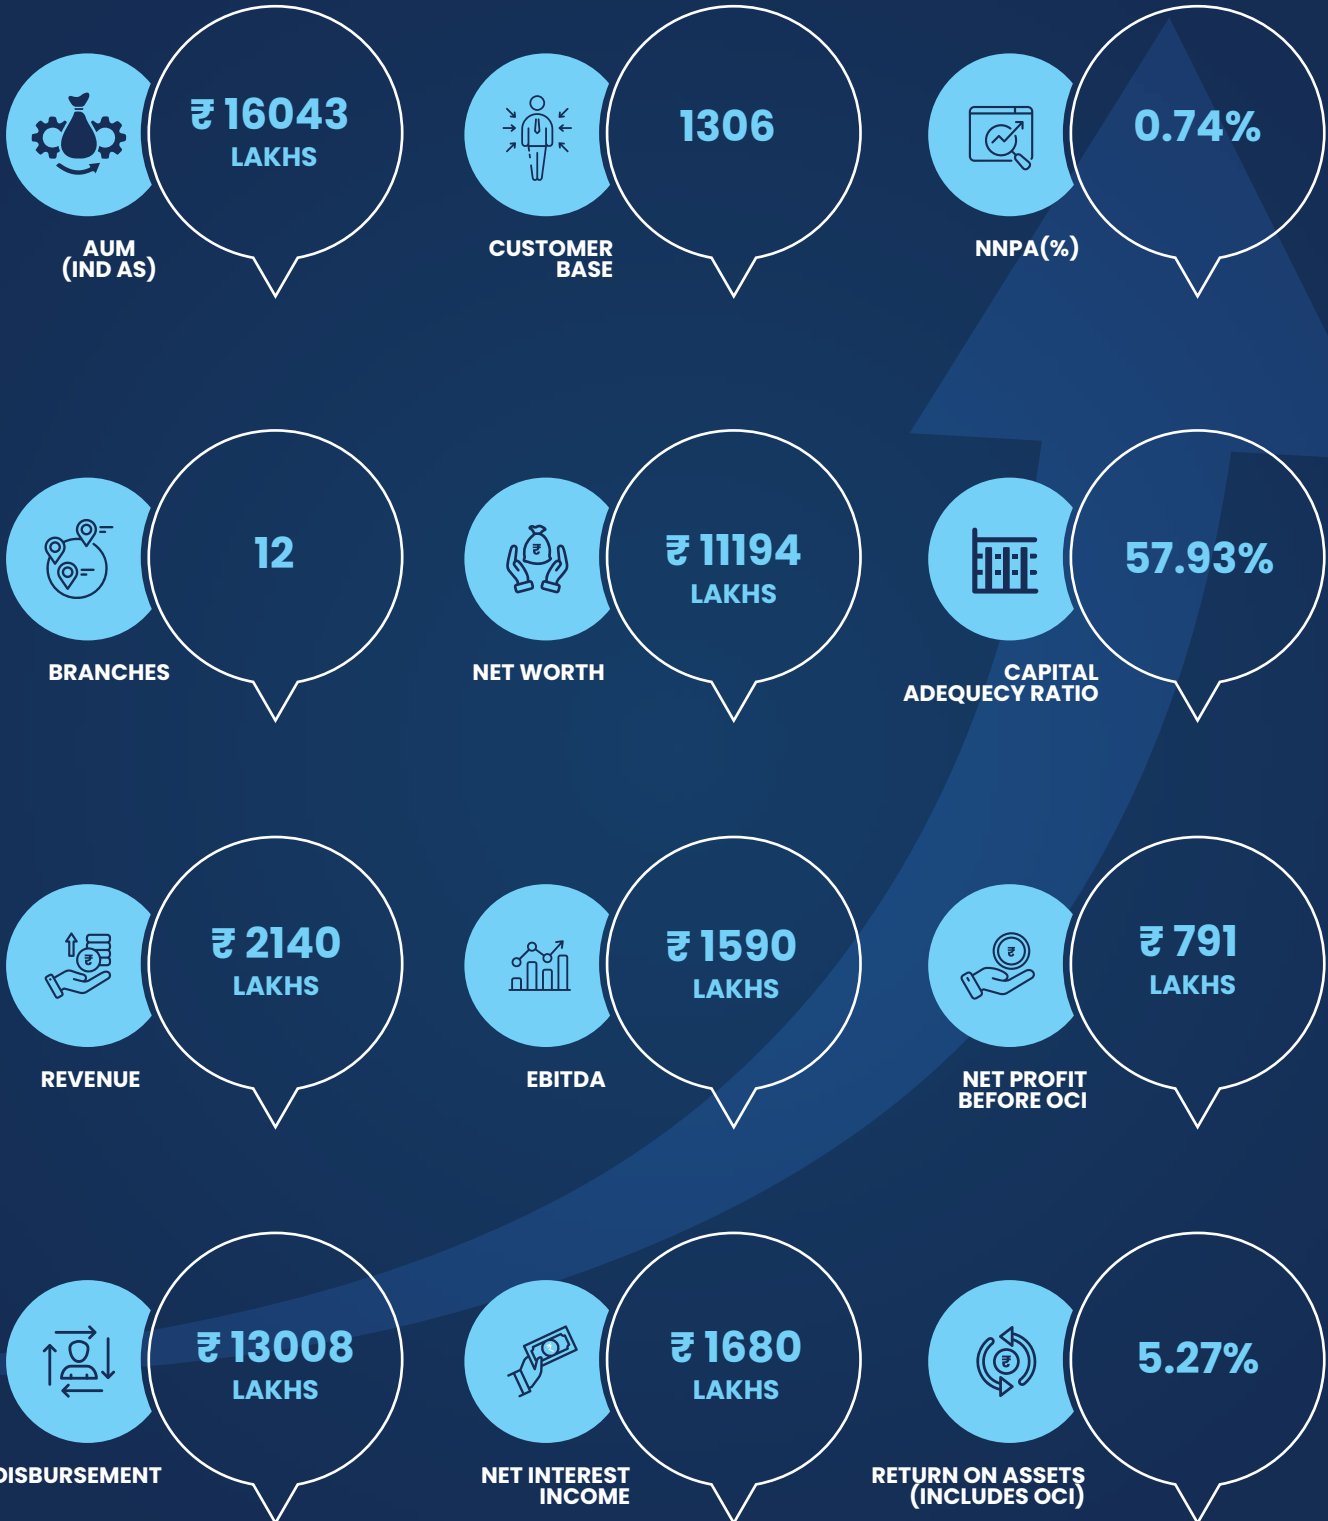 ₹ 16043
LAKHS
AUM
(IND AS)
1306
CUSTOMER
BASE
0.74%
NNPA(%)
12
BRANCHES
₹ 11194
LAKHS
NET WORTH
57.93%
CAPITAL
ADEQUECY RATIO
₹ 2140
LAKHS
REVENUE
₹ 1590
LAKHS
EBITDA
₹ 791
LAKHS
NET PROFIT
BEFORE OCI
₹ 13008
LAKHS
DISBURSEMENT
₹ 1680
LAKHS
NET INTEREST
INCOME
5.27%
RETURN ON ASSETS
(INCLUDES OCI)